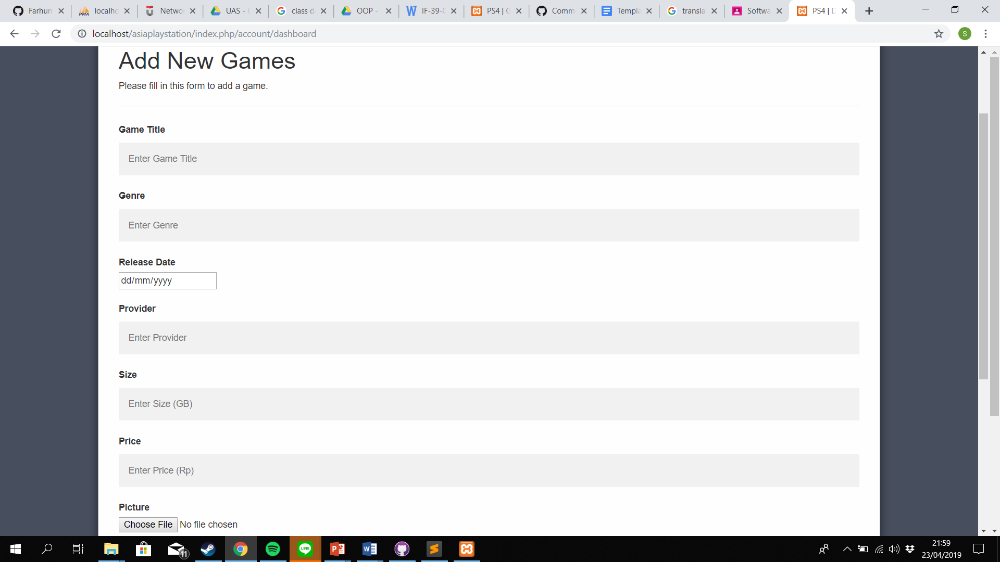 Farhun
localho
Netwo
UAS -
class d
OOP -
IF-39-
PS4 | G
Comm
Templa
transla
Softwa
PS4 | D
localhost/asiaplaystation/index.php/account/dashboard
S
Add New Games
Please fill in this form to add a game.
Game Title
Enter Game Title
Genre
Enter Genre
Release Date
dd/mm/yyyy
Provider
Enter Provider
Size
Enter Size (GB)
Price
Enter Price (Rp)
Picture
Choose File No file chosen
11
LINE
21:59
23/04/2019